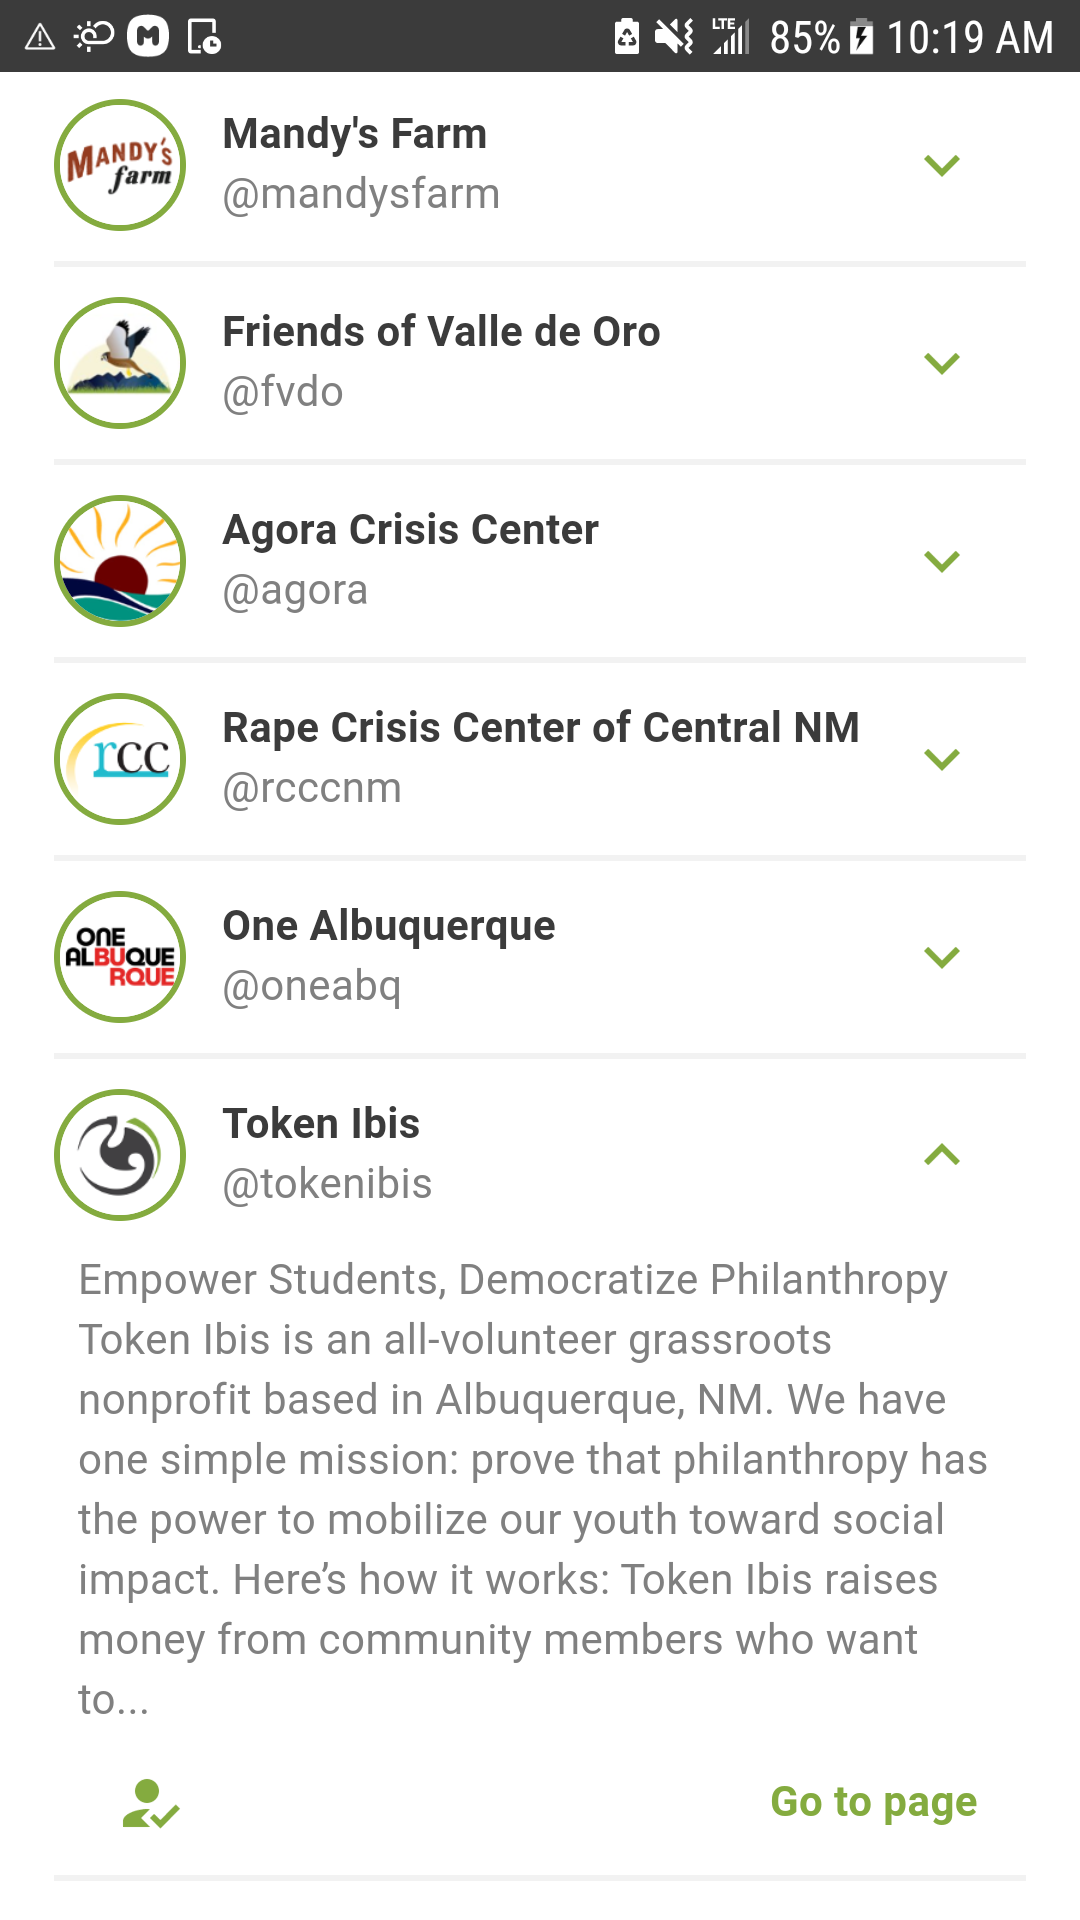 LTE 85% 10:19 AM
MANDY'S
farm
Mandy's Farm
@mandysfarm
Friends of Valle de Oro
@fvdo
Agora Crisis Center
@agora
rcc
Rape Crisis Center of Central NM
@rcccnm
ONE
ALBUQUE
RQUE
One Albuquerque
@oneabq
Token Ibis
@tokenibis
Empower Students, Democratize Philanthropy
Token Ibis is an all-volunteer grassroots
nonprofit based in Albuquerque, NM. We have
one simple mission: prove that philanthropy has
the power to mobilize our youth toward social
impact. Here’s how it works: Token Ibis raises
money from community members who want
to...
Go to page